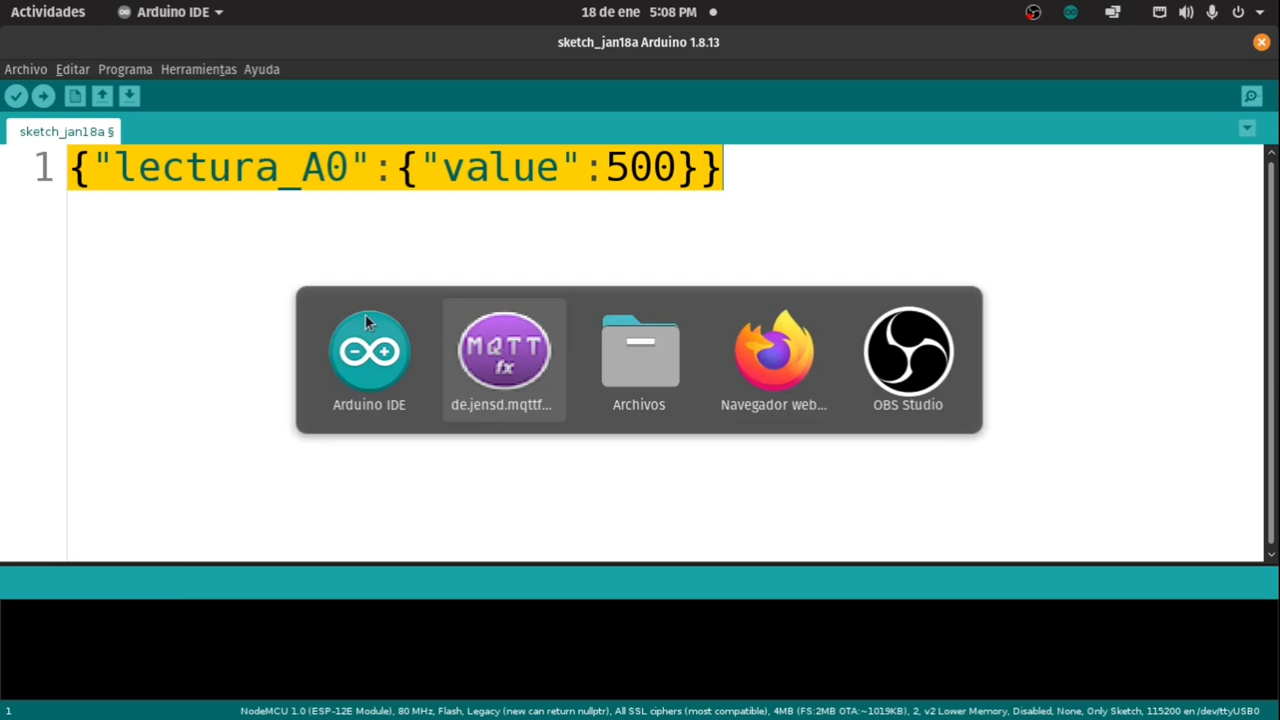 Actividades Arduino IDE 18 de ene 5:08 PM
sketch_jan18a Arduino 1.8.13
Archivo Editar Programa Herramientas Ayuda
sketch_jan18a §
1 {"lectura_A0":{"value":500}}
MQTT
fx
Arduino IDE de.jensd.mqttf... Archivos Navegador web... OBS Studio
1 NodeMCU 1.0 (ESP-12E Module), 80 MHz, Flash, Legacy (new can return nullptr), All SSL ciphers (most compatible), 4MB (FS:2MB OTA:~1019KB), 2, v2 Lower Memory, Disabled, None, Only Sketch, 115200 en /dev/ttyUSB0